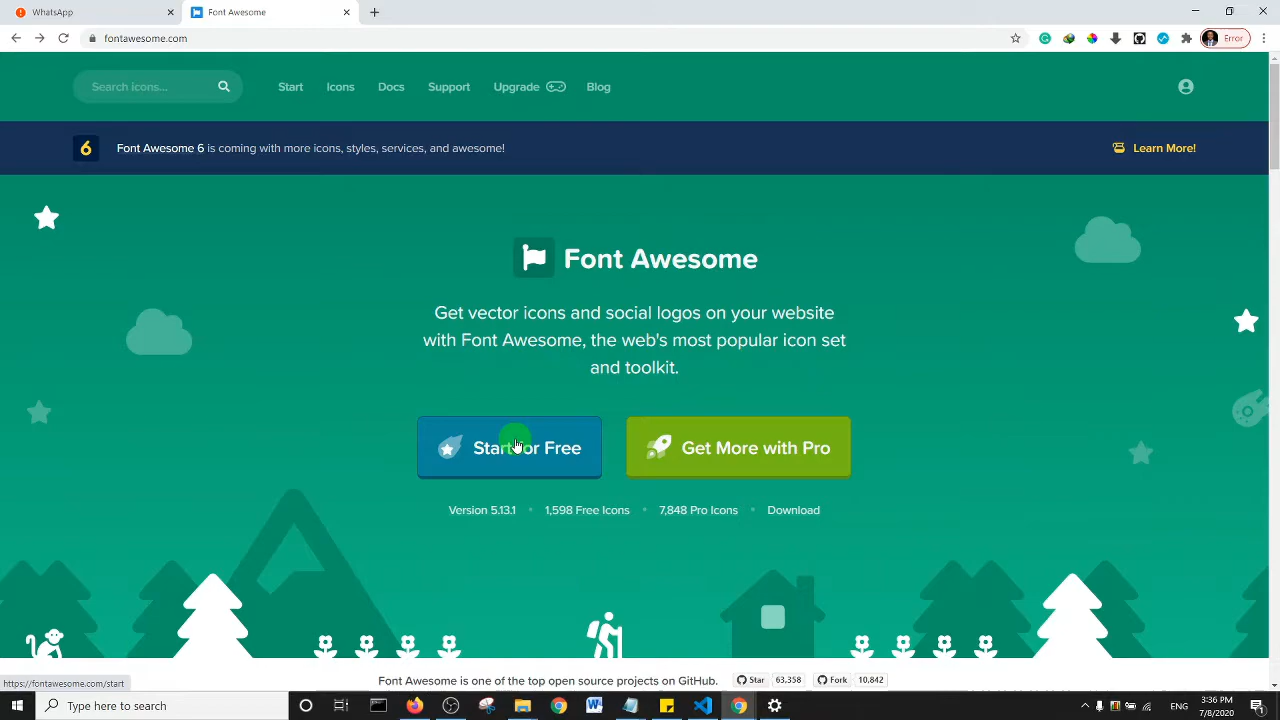 WhatsApp
Font Awesome
fontawesome.com
Error
Search icons...
Start
Icons
Docs
Support
Upgrade
Blog
6
Font Awesome 6 is coming with more icons, styles, services, and awesome!
Learn More!
Font Awesome
Get vector icons and social logos on your website
with Font Awesome, the web's most popular icon set
and toolkit.
Start for Free
Get More with Pro
Version 5.13.1
1,598 Free Icons
7,848 Pro Icons
Download
https://fontawesome.com/start
Font Awesome is one of the top open source projects on GitHub.
Star
63,358
Fork
10,842
Type here to search
ENG
3:36 PM
7/8/2020